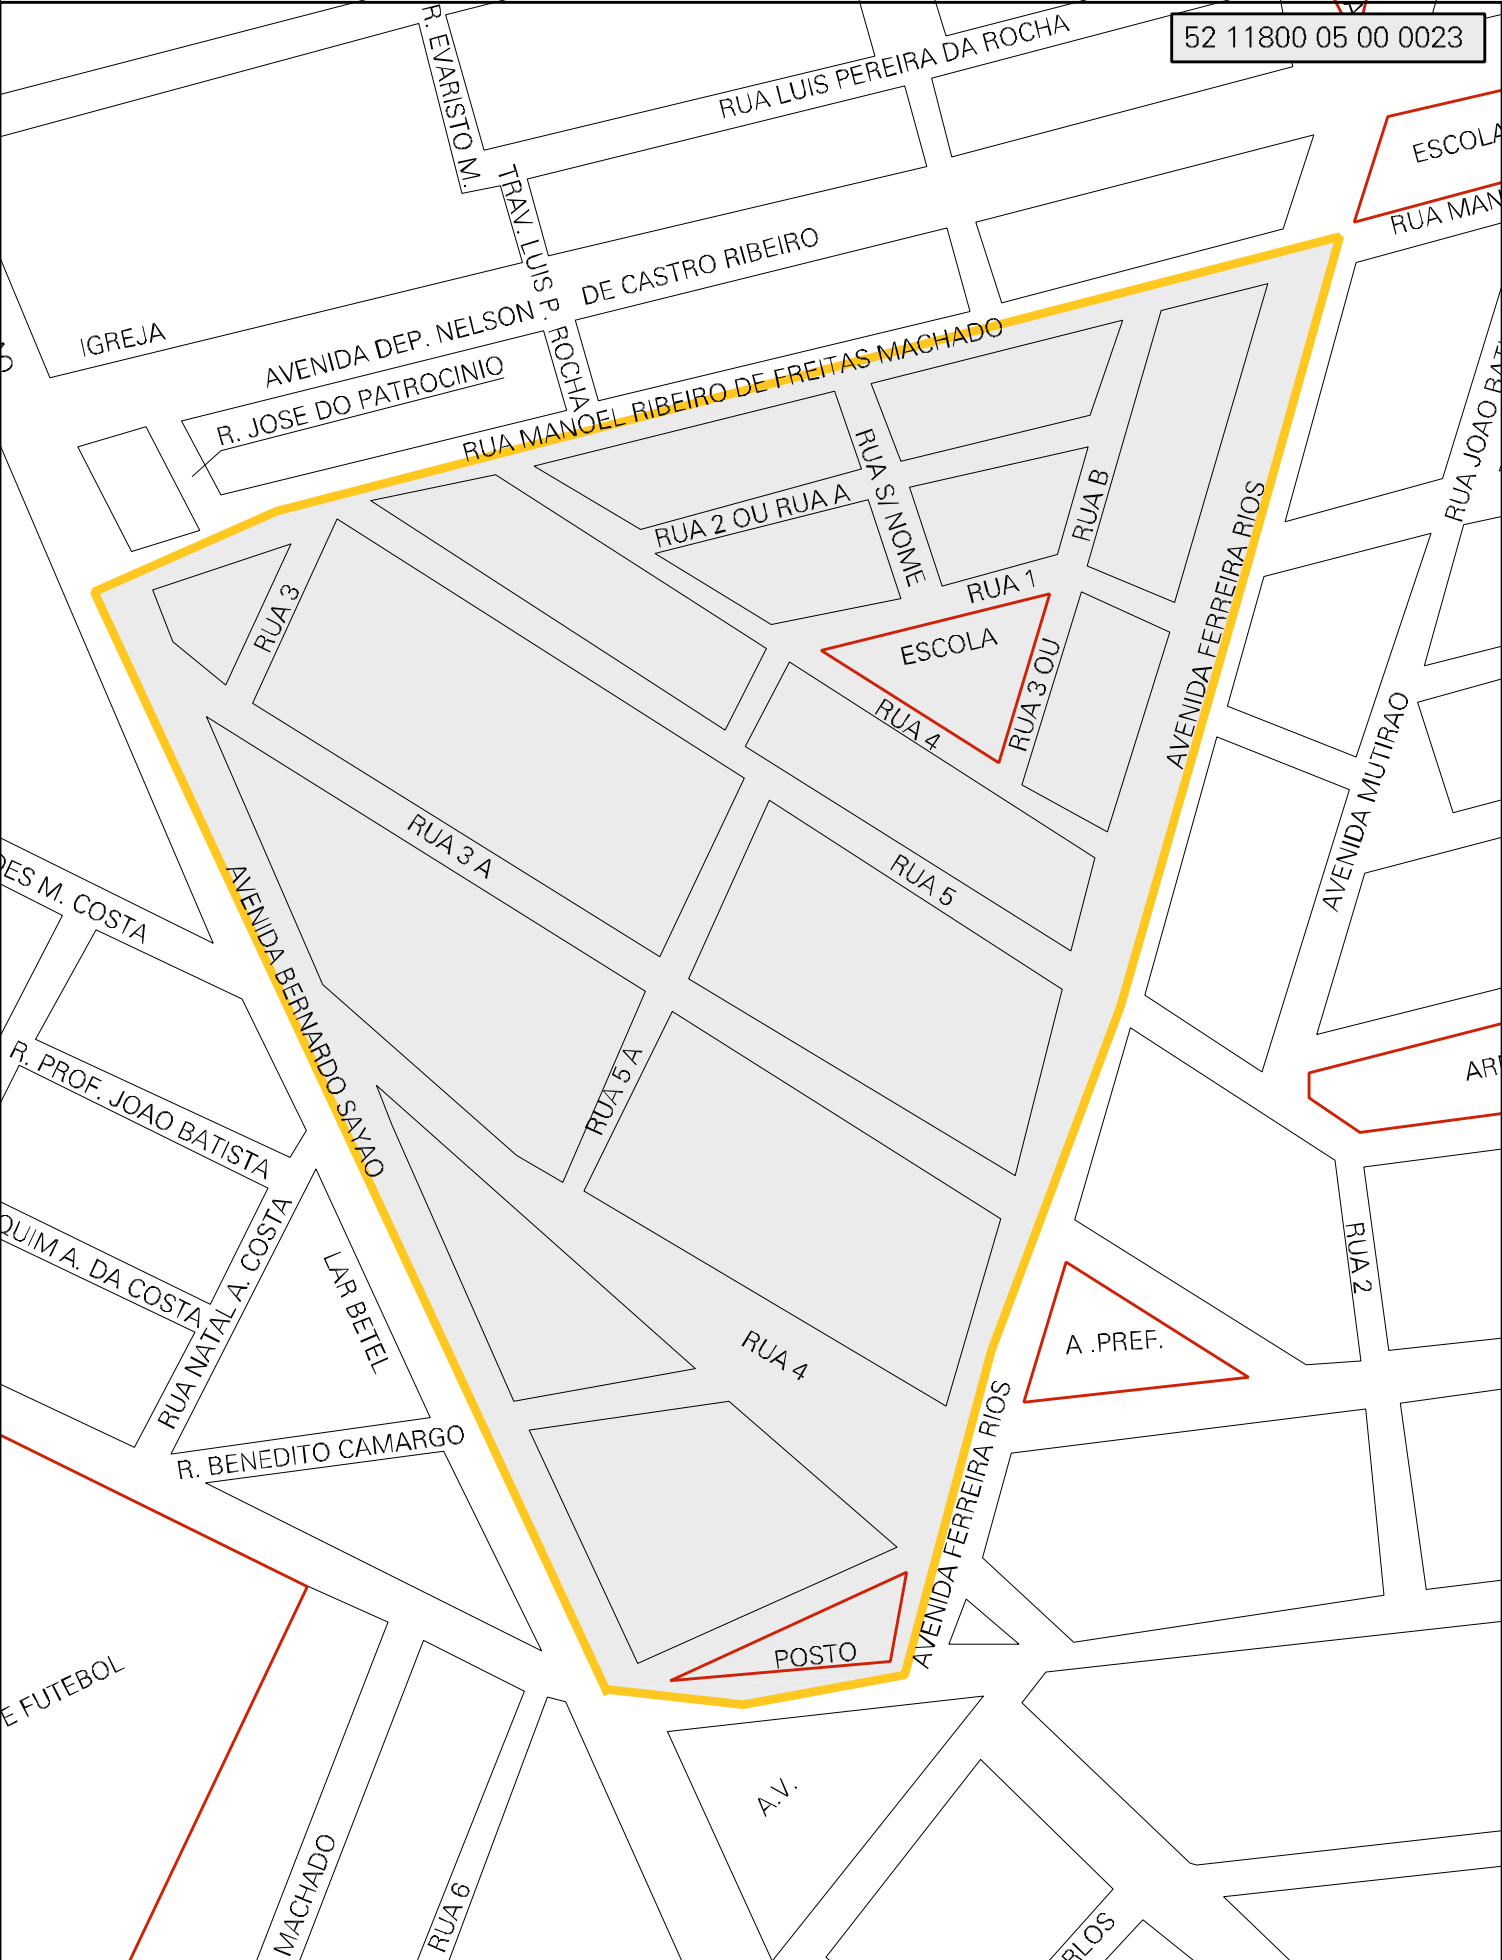 52 11800 05 00 0023
R. EVARISTO M.
RUA LUIS PEREIRA DA ROCHA
ESCOLA
TRAV. LUIS P. ROCHA
RUA MAN
IGREJA
AVENIDA DEP. NELSON DE CASTRO RIBEIRO
R. JOSE DO PATROCINIO
RUA MANOEL RIBEIRO DE FREITAS MACHADO
RUA JOAO BAT
RUA S/ NOME
RUA 2 OU RUA A
RUA B
AVENIDA FERREIRA RIOS
RUA 3
RUA 1
ESCOLA
RUA 3 OU
RUA 4
AVENIDA MUTIRAO
RUA 3 A
RUA 5
DES M. COSTA
AVENIDA BERNARDO SAYAO
R. PROF. JOAO BATISTA
RUA 5 A
ARE
QUIM A. DA COSTA
RUA NATAL A. COSTA
LAR BETEL
RUA 2
RUA 4
A .PREF.
R. BENEDITO CAMARGO
AVENIDA FERREIRA RIOS
POSTO
E FUTEBOL
A.V.
MACHADO
RUA 6
RLOS